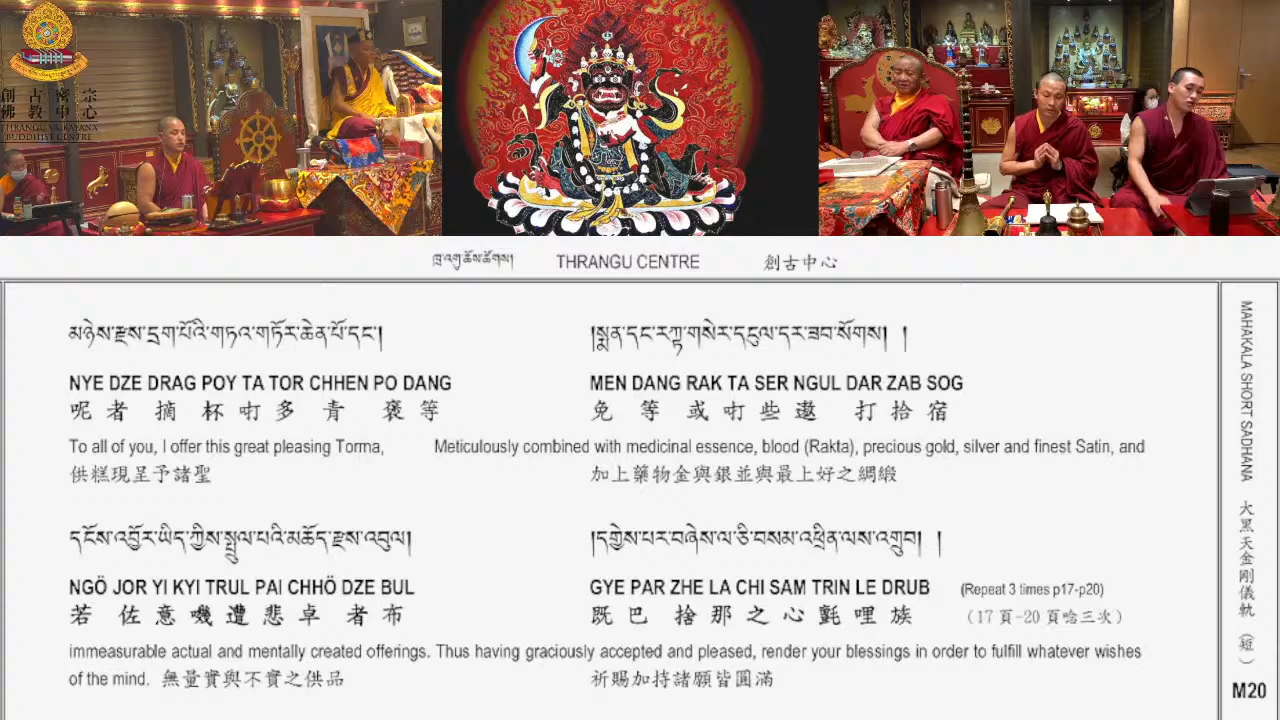 創古密宗
佛教中心
THRANGU VAJRAYANA
BUDDHIST CENTRE
ཁྲ་འགུ་ཆོས་ཚོགས། THRANGU CENTRE 創古中心
མཉེས་རྫས་དྲག་པོའི་གཏའ་གཏོར་ཆེན་པོ་དང་། །སྨན་དང་རཀྟ་གསེར་དངུལ་དར་ཟབ་སོགས། །
NYE DZE DRAG POY TA TOR CHHEN PO DANG MEN DANG RAK TA SER NGUL DAR ZAB SOG
呢 者 摘 杯 咑 多 青 褒 等 免 等 或 咑 些 遨 打 拾 宿
To all of you, I offer this great pleasing Torma, Meticulously combined with medicinal essence, blood (Rakta), precious gold, silver and finest Satin, and
供糕現呈予諸聖 加上藥物金與銀並與最上好之綢緞
དངོས་འབྱོར་ཡིད་ཀྱིས་སྤྲུལ་པའི་མཆོད་རྫས་འབུལ། །དགྱེས་པར་བཞེས་ལ་ཅི་བསམ་འཕྲིན་ལས་འགྲུབ། །
NGÖ JOR YI KYI TRUL PAI CHHÖ DZE BUL GYE PAR ZHE LA CHI SAM TRIN LE DRUB (Repeat 3 times p17-p20)
若 佐 意 嘰 遭 悲 卓 者 布 既 巴 捨 那 之 心 氈 哩 族 (17頁-20頁唸三次)
immeasurable actual and mentally created offerings. Thus having graciously accepted and pleased, render your blessings in order to fulfill whatever wishes
of the mind. 無量實與不實之供品 祈賜加持諸願皆圓滿
MAHAKALA SHORT SADHANA 大黑天金剛儀軌 (短)
M20